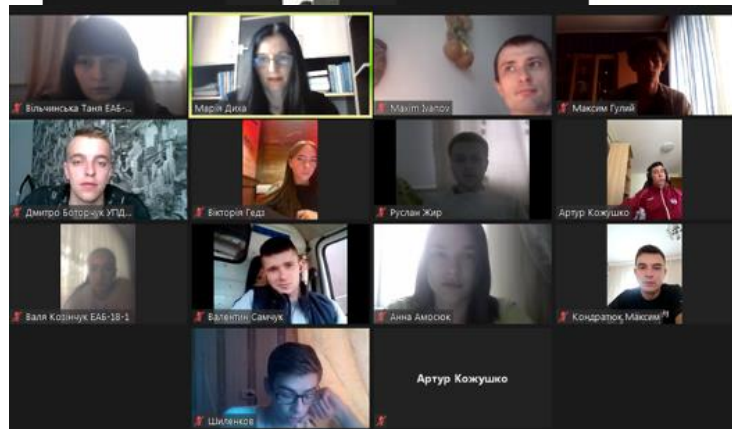 Вільчинська Таня ЕАБ-...
Марія Диха
Maxim Ivanov
Максим Гулий
Дмитро Боторчук УПД...
Вікторія Гедз
Руслан Жир
Артур Кожушко
Валя Козінчук ЕАБ-18-1
Валентин Самчук
Анна Амосюк
Кондратюк Максим
Шиленков
Артур Кожушко